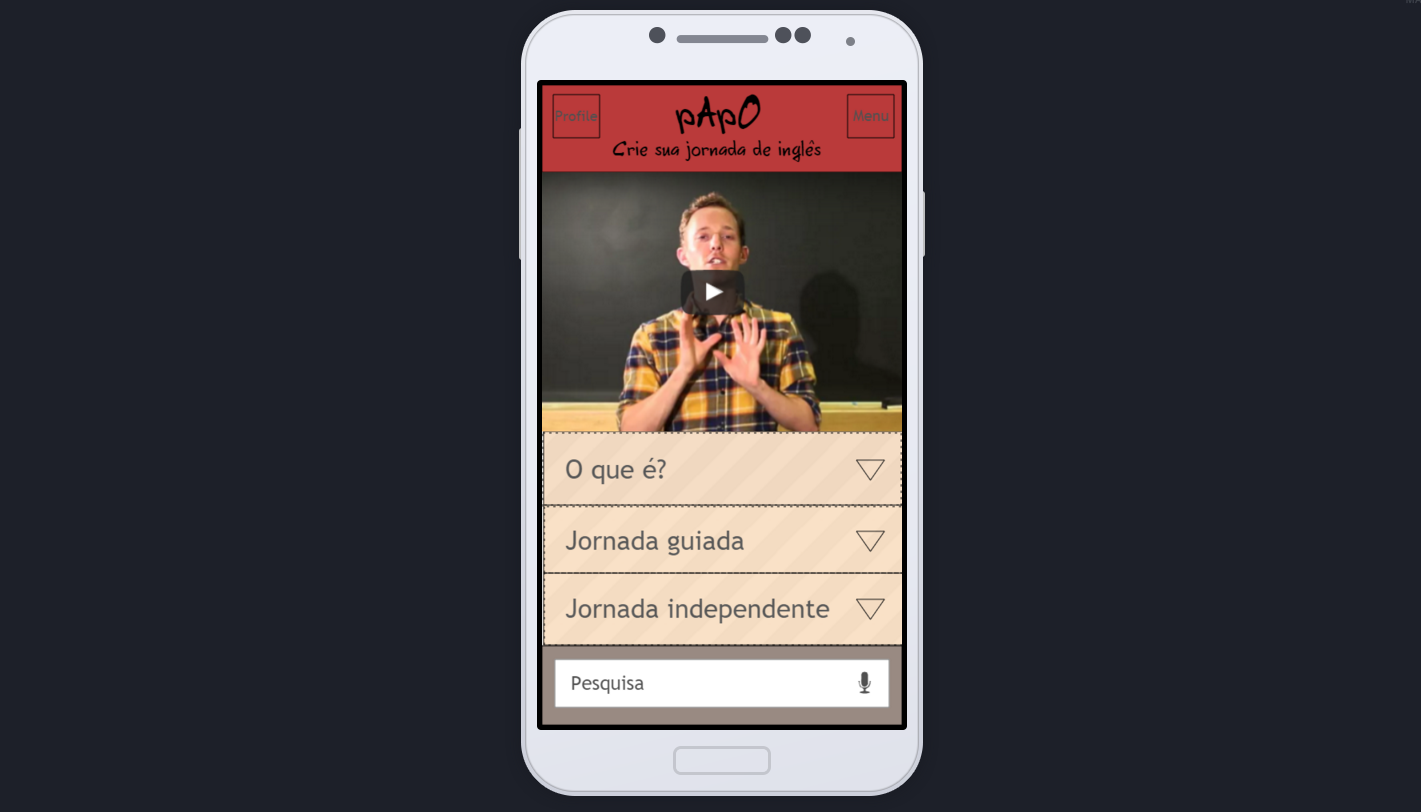 Profile
pApO
Menu
Crie sua jornada de inglês
O que é?
Jornada guiada
Jornada independente
Pesquisa